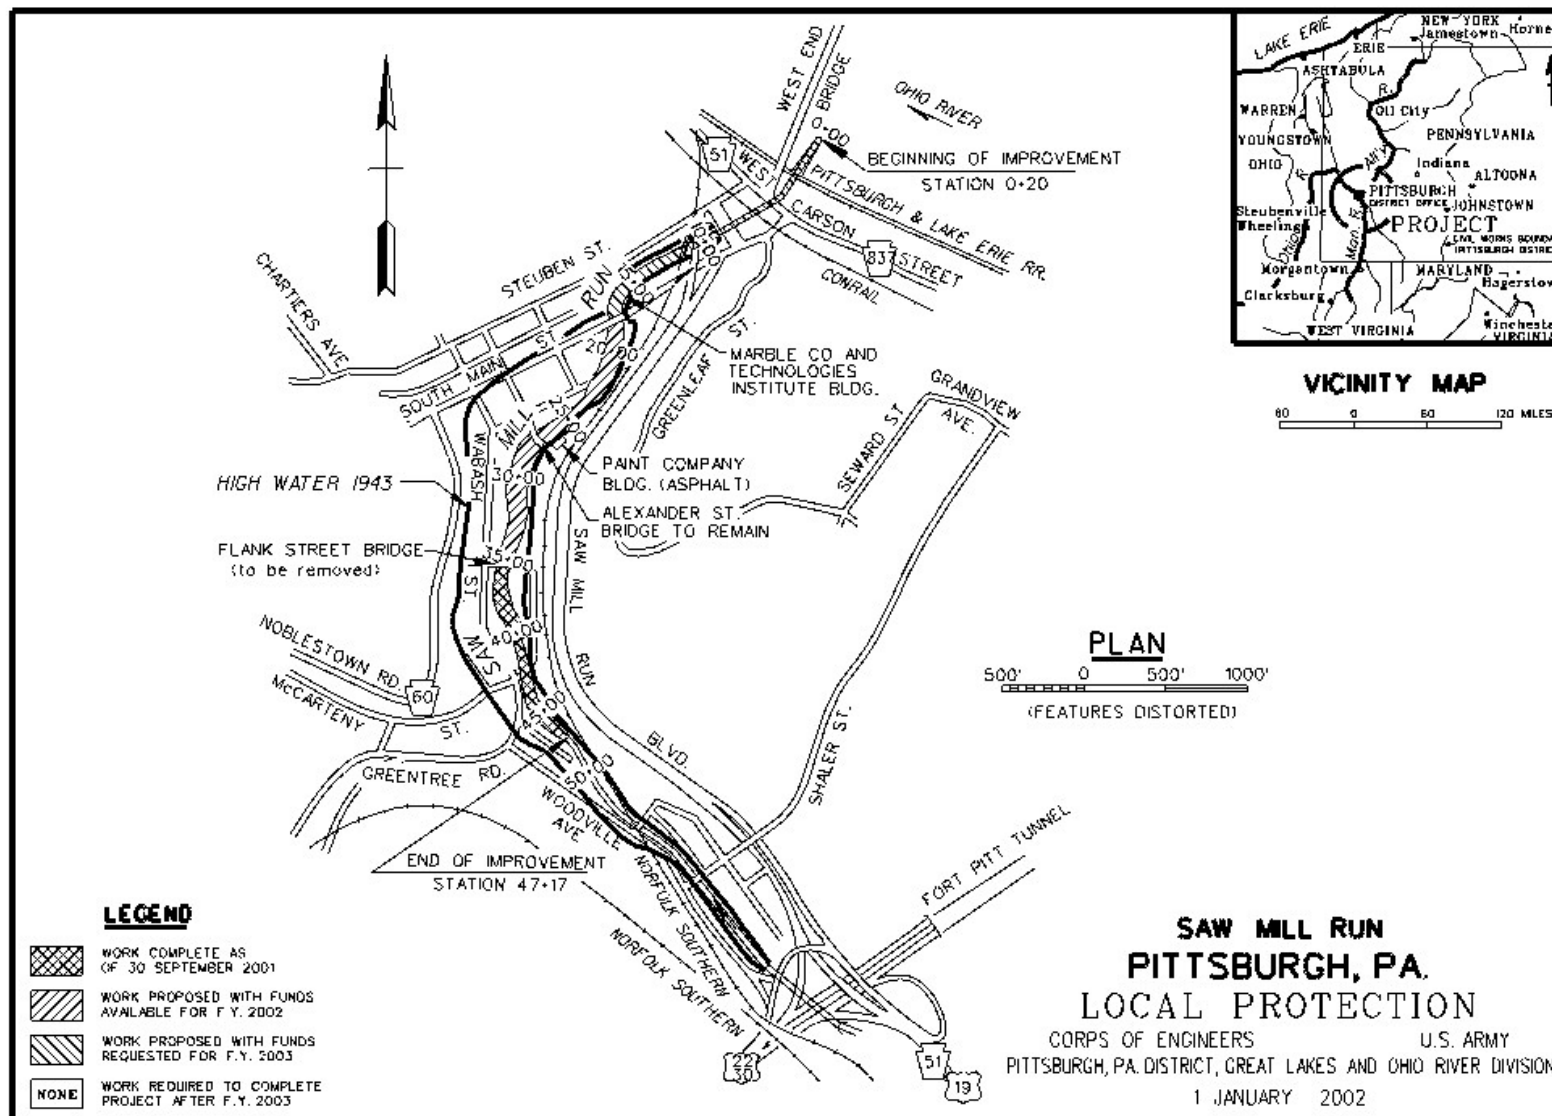 WEST END
BRIDGE
OHIO RIVER
0+00
BEGINNING OF IMPROVEMENT
STATION 0+20
51
WEST
CARSON
STREET
837
PITTSBURGH & LAKE ERIE RR.
CONRAIL
STEUBEN ST.
CHARTIERS AVE
SOUTH MAIN ST.
RUN
10+00
20+00
GREENLEAF ST.
MARBLE CO AND
TECHNOLOGIES
INSTITUTE BLDG.
GRANDVIEW
AVE.
SEWARD ST
MILL
WABASH
ST.
30+00
HIGH WATER 1943
PAINT COMPANY
BLDG. (ASPHALT)
ALEXANDER ST.
BRIDGE TO REMAIN
FLANK STREET BRIDGE
(to be removed)
35+00
SAW
40+00
45+00
50+00
SAW MILL RUN BLVD.
NOBLESTOWN RD.
60
McCARTENY ST.
GREENTREE RD.
WOODVILLE
AVE
SHALER ST.
END OF IMPROVEMENT
STATION 47+17
NORFOLK SOUTHERN
NORFOLK SOUTHERN
FORT PITT TUNNEL
22
30
51
19
LAKE ERIE
NEW YORK
Jamestown
ERIE
ASHTABULA
R.
WARREN
Oil City
YOUNGSTOWN
PENNSYLVANIA
OHIO
All'y
Indiana
ALTOONA
PITTSBURGH
DISTRICT OFFICE
JOHNSTOWN
Steubenville
Wheeling
PROJECT
Ohio
Mon. R.
Morgantown
MARYLAND
Clarksburg
WEST VIRGINIA
VICINITY MAP
60 0 60 120 MILES
PLAN
500' 0 500' 1000'
(FEATURES DISTORTED)
LEGEND
WORK COMPLETE AS
OF 30 SEPTEMBER 2001
WORK PROPOSED WITH FUNDS
AVAILABLE FOR F.Y. 2002
WORK PROPOSED WITH FUNDS
REQUESTED FOR F.Y. 2003
NONE
WORK REQUIRED TO COMPLETE
PROJECT AFTER F.Y. 2003
SAW MILL RUN
PITTSBURGH, PA.
LOCAL PROTECTION
CORPS OF ENGINEERS U.S. ARMY
PITTSBURGH, PA. DISTRICT, GREAT LAKES AND OHIO RIVER DIVISION
1 JANUARY 2002